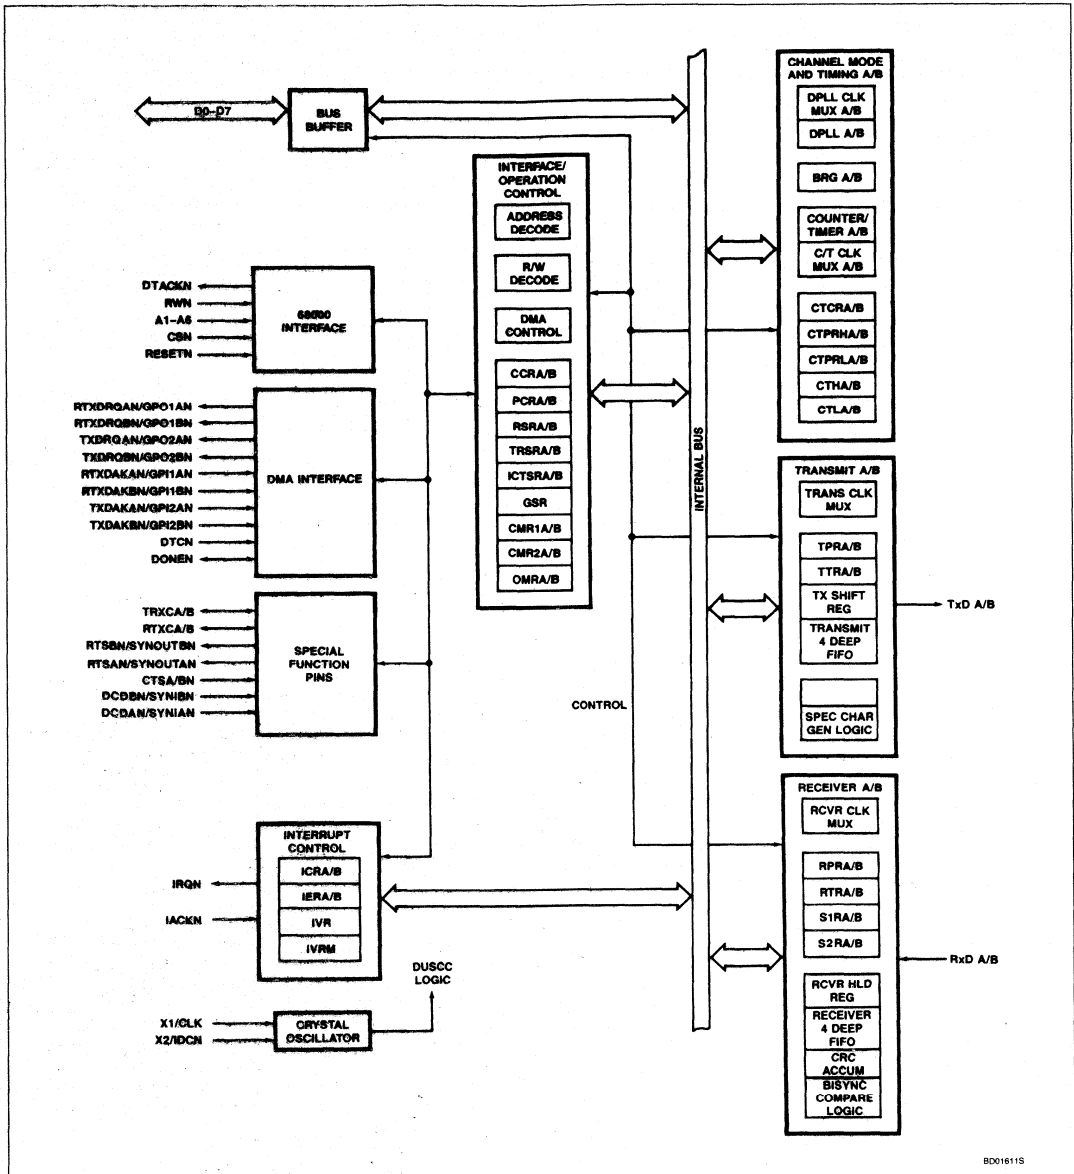 D0–D7
BUS
BUFFER
68000
INTERFACE
DTACKN
RWN
A1–A6
CSN
RESETN
DMA INTERFACE
RTXDRQAN/GPO1AN
RTXDRQBN/GPO1BN
TXDRQAN/GPO2AN
TXDRQBN/GPO2BN
RTXDAKAN/GPI1AN
RTXDAKBN/GPI1BN
TXDAKAN/GPI2AN
TXDAKBN/GPI2BN
DTCN
DONEN
SPECIAL
FUNCTION
PINS
TRXCA/B
RTXCA/B
RTSBN/SYNOUTBN
RTSAN/SYNOUTAN
CTSA/BN
DCDBN/SYNIBN
DCDAN/SYNIAN
INTERRUPT
CONTROL
ICRA/B
IERA/B
IVR
IVRM
IRQN
IACKN
DUSCC
LOGIC
X1/CLK
X2/IDCN
CRYSTAL
OSCILLATOR
INTERFACE/
OPERATION
CONTROL
ADDRESS
DECODE
R/W
DECODE
DMA
CONTROL
CCRA/B
PCRA/B
RSRA/B
TRSRA/B
ICTSRA/B
GSR
CMR1A/B
CMR2A/B
OMRA/B
CONTROL
INTERNAL BUS
CHANNEL MODE
AND TIMING A/B
DPLL CLK
MUX A/B
DPLL A/B
BRG A/B
COUNTER/
TIMER A/B
C/T CLK
MUX A/B
CTCRA/B
CTPRHA/B
CTPRLA/B
CTHA/B
CTLA/B
TRANSMIT A/B
TRANS CLK
MUX
TPRA/B
TTRA/B
TX SHIFT
REG
TRANSMIT
4 DEEP
FIFO
SPEC CHAR
GEN LOGIC
TxD A/B
RECEIVER A/B
RCVR CLK
MUX
RPRA/B
RTRA/B
S1RA/B
S2RA/B
RCVR HLD
REG
RECEIVER
4 DEEP
FIFO
CRC
ACCUM
BISYNC
COMPARE
LOGIC
RxD A/B
BD01611S